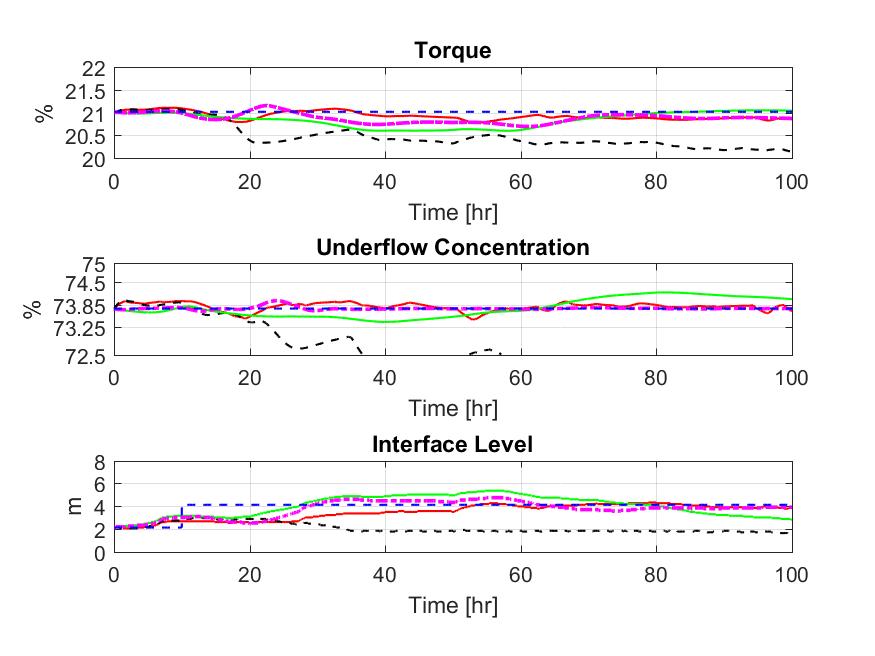 Torque
22
21.5
21
20.5
20
%
0 20 40 60 80 100
Time [hr]
Underflow Concentration
75
74.5
73.85
73.25
72.5
%
0 20 40 60 80 100
Time [hr]
Interface Level
8
6
4
2
0
m
0 20 40 60 80 100
Time [hr]